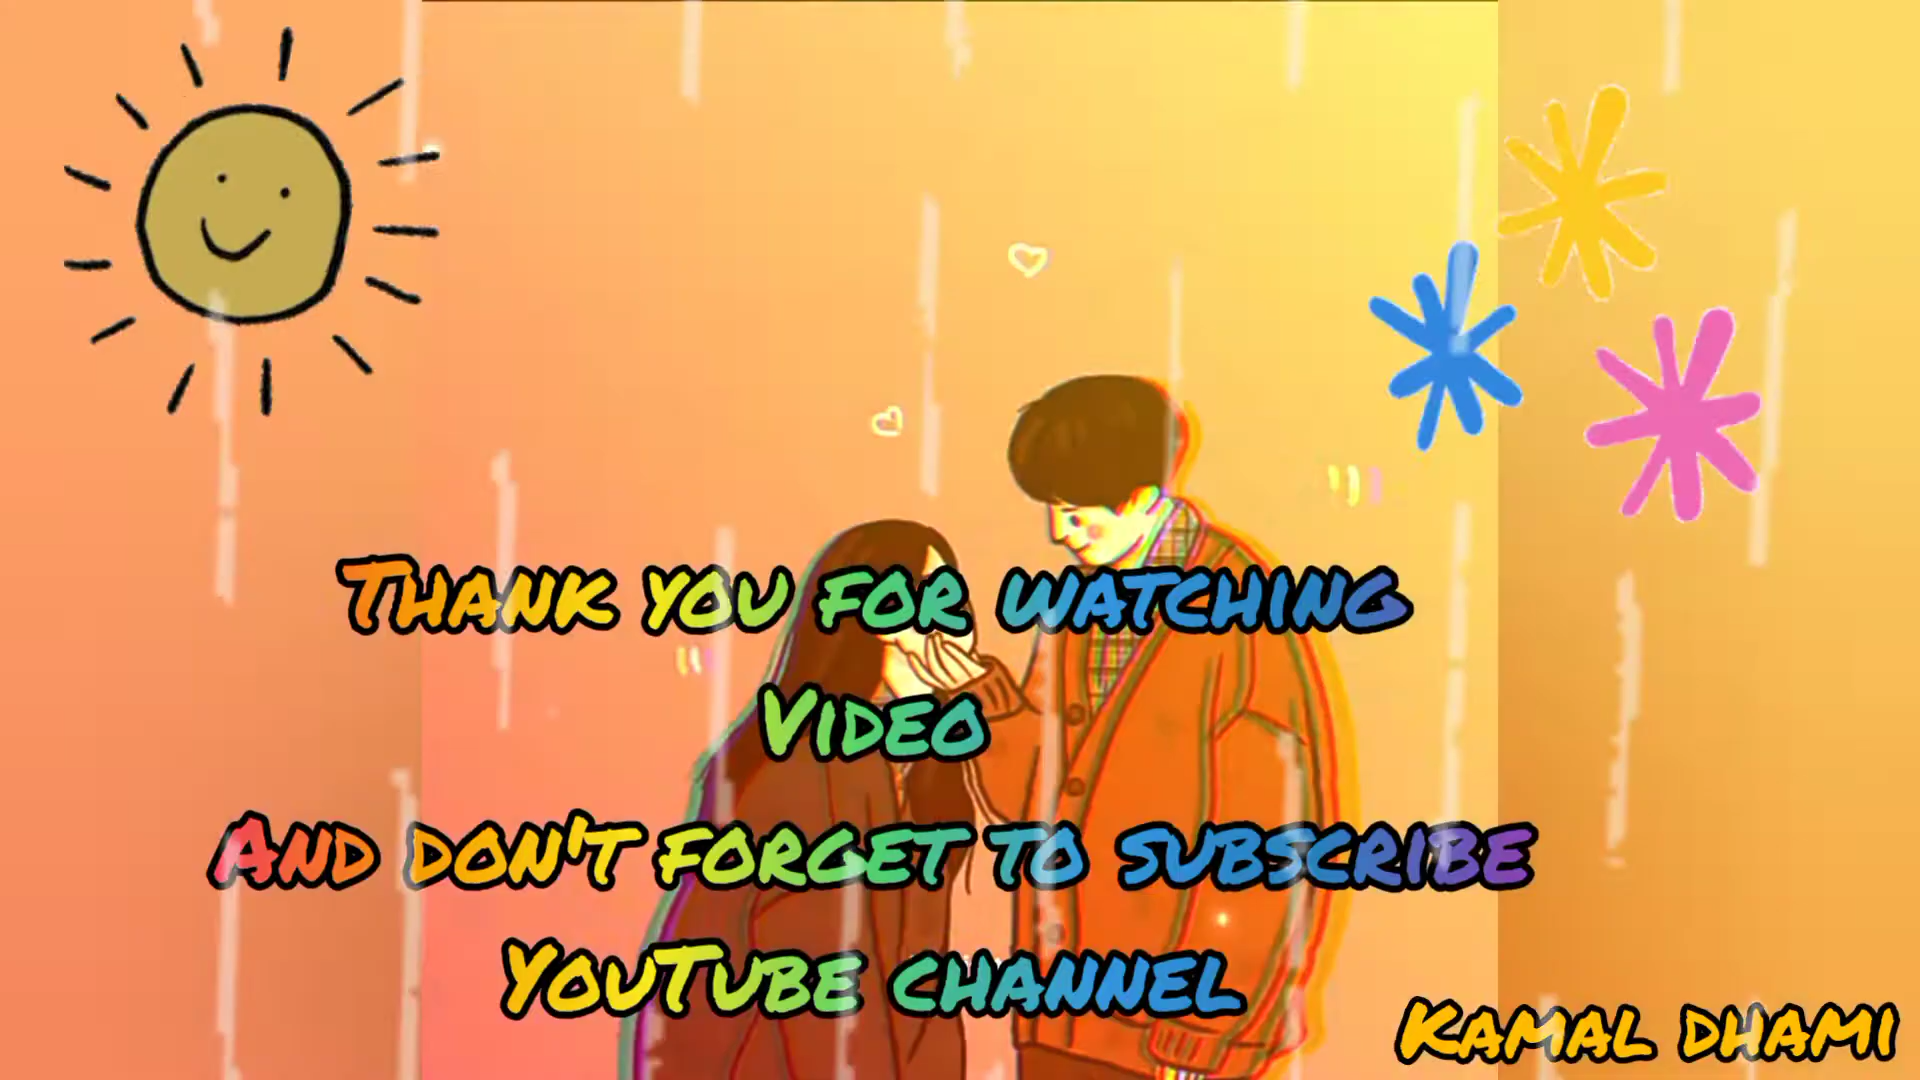 Thank you for watching
Video
And don't forget to subscribe
YouTube channel
Kamal dhami